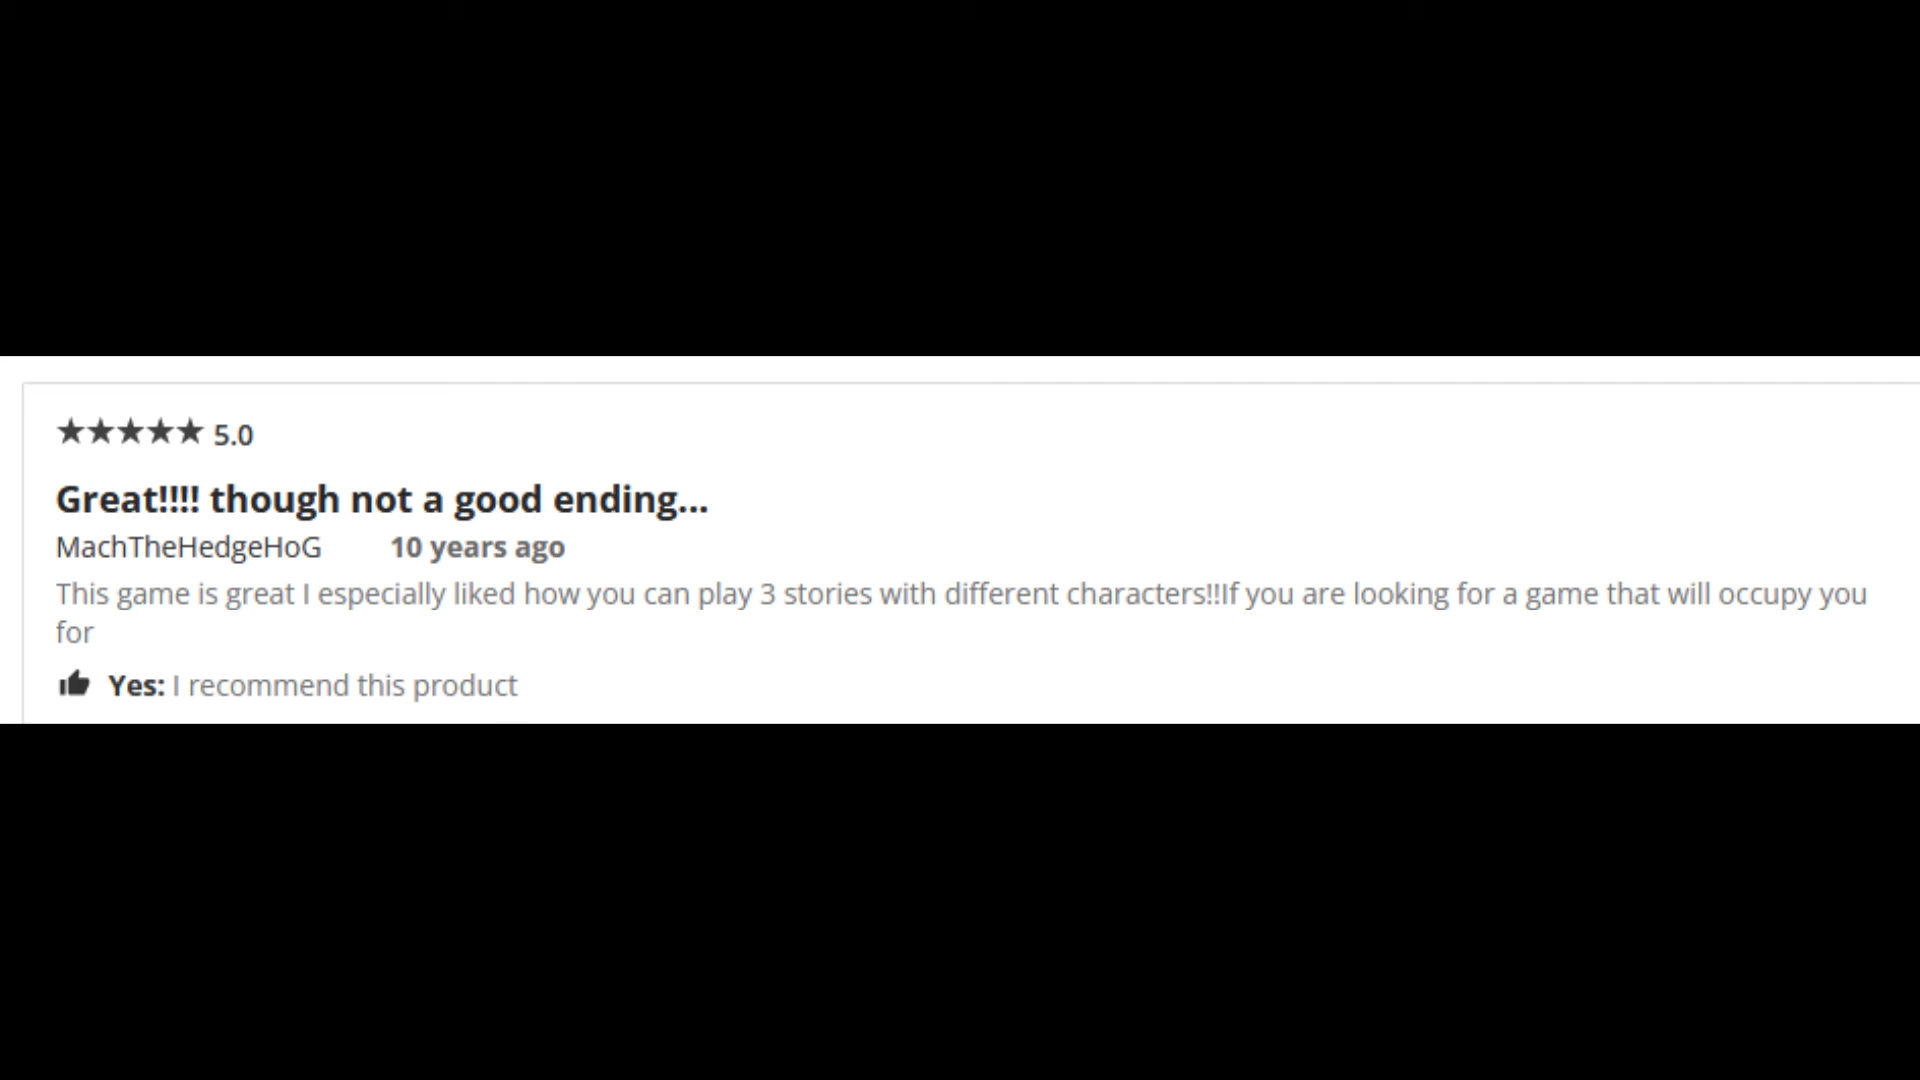 ★★★★★ 5.0
Great!!!! though not a good ending...
MachTheHedgeHoG 10 years ago
This game is great I especially liked how you can play 3 stories with different characters!!If you are looking for a game that will occupy you
for
Yes: I recommend this product